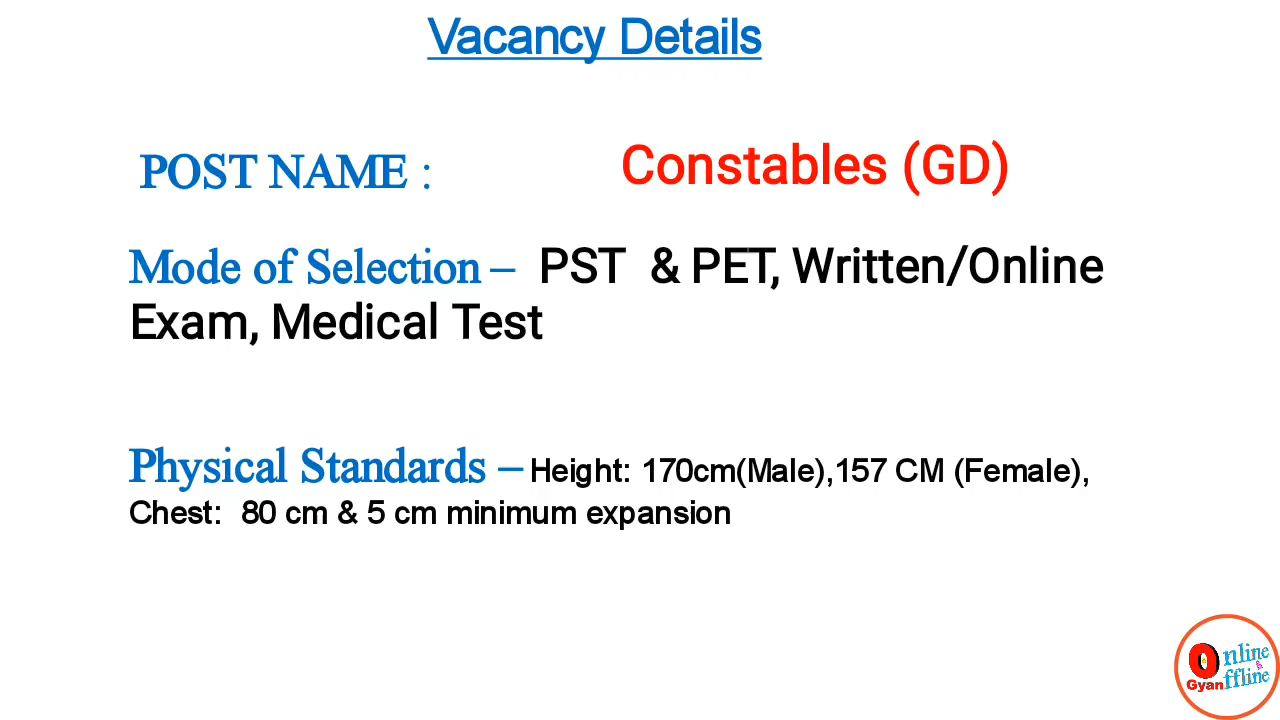 Vacancy Details
POST NAME : Constables (GD)
Mode of Selection – PST & PET, Written/Online
Exam, Medical Test
Physical Standards – Height: 170cm(Male),157 CM (Female),
Chest: 80 cm & 5 cm minimum expansion
Online
&
Gyan Offline